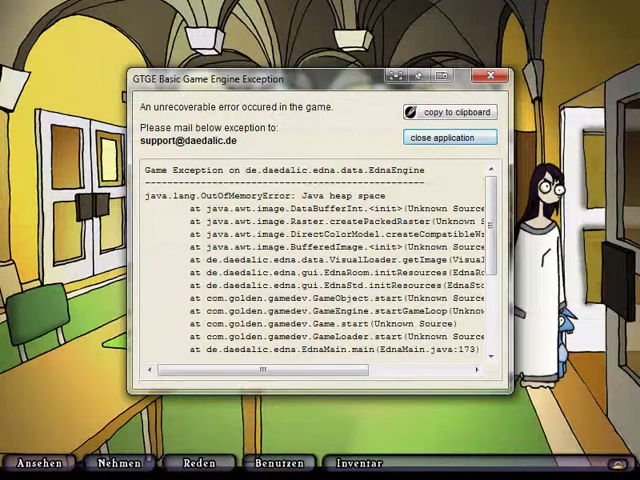 GTGE Basic Game Engine Exception
An unrecoverable error occured in the game.
copy to clipboard
Please mail below exception to:
support@daedalic.de
close application
Game Exception on de.daedalic.edna.data.EdnaEngine
--------------------------------------------------
java.lang.OutOfMemoryError: Java heap space
at java.awt.image.DataBufferInt.<init>(Unknown Source
at java.awt.image.Raster.createPackedRaster(Unknown S
at java.awt.image.DirectColorModel.createCompatibleWr
at java.awt.image.BufferedImage.<init>(Unknown Source
at de.daedalic.edna.data.VisualLoader.getImage(Visual
at de.daedalic.edna.gui.EdnaRoom.initResources(EdnaRo
at de.daedalic.edna.gui.EdnaStd.initResources(EdnaStd
at com.golden.gamedev.GameObject.start(Unknown Source
at com.golden.gamedev.GameEngine.startGameLoop(Unknow
at com.golden.gamedev.Game.start(Unknown Source)
at com.golden.gamedev.GameLoader.start(Unknown Source
at de.daedalic.edna.EdnaMain.main(EdnaMain.java:173)
Ansehen Nehmen Reden Benutzen Inventar